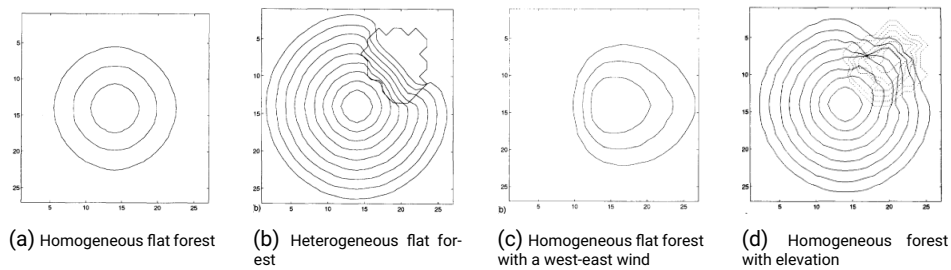 5
10
15
20
25
5 10 15 20 25
(a) Homogeneous flat forest
5
10
15
20
25
b)
5 10 15 20 25
(b) Heterogeneous flat for-
est
5
10
15
20
25
b)
5 10 15 20 25
(c) Homogeneous flat forest
with a west-east wind
5
10
15
20
25
5 10 15 20 25
(d) Homogeneous forest
with elevation